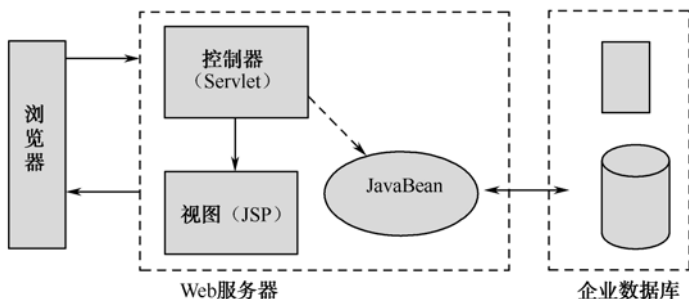 浏览器
控制器
（Servlet）
视图（JSP）
JavaBean
Web服务器
企业数据库